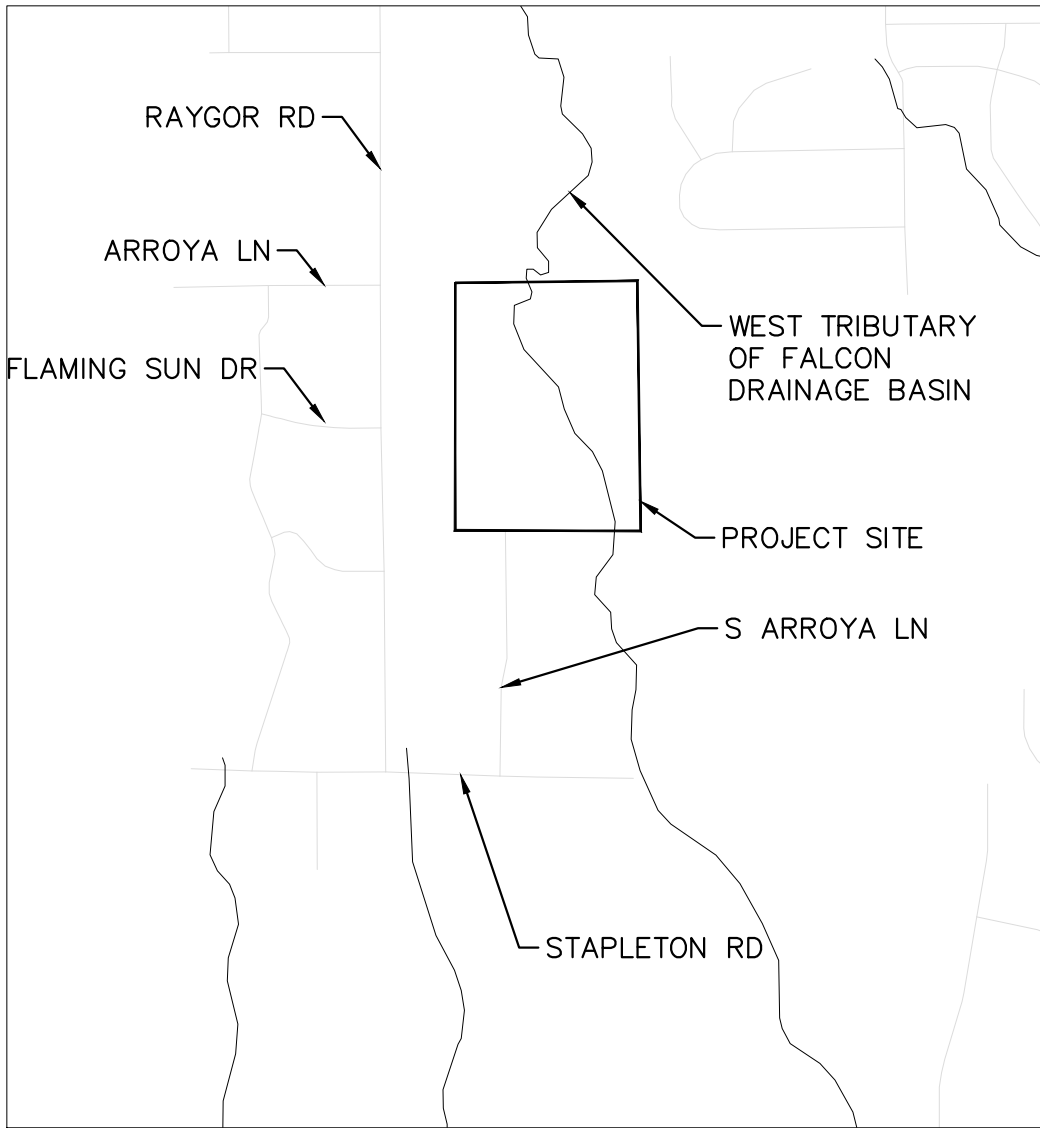 RAYGOR RD
ARROYA LN
WEST TRIBUTARY
OF FALCON
DRAINAGE BASIN
FLAMING SUN DR
PROJECT SITE
S ARROYA LN
STAPLETON RD